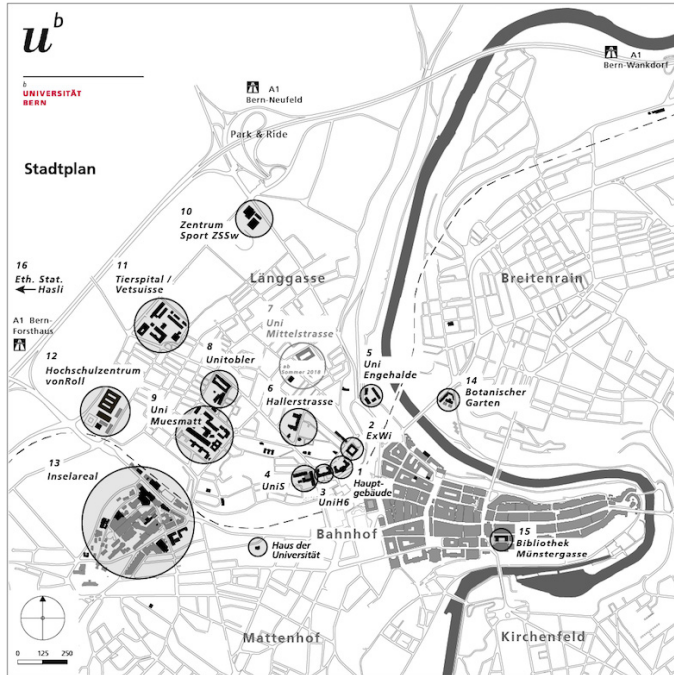 u^b
b
UNIVERSITÄT
BERN
A1
Bern-Neufeld
A1
Bern-Wankdorf
Park & Ride
Stadtplan
10
Zentrum
Sport ZSSw
16
Eth. Stat.
Hasli
11
Tierspital /
Vetsuisse
Länggasse
Breitenrain
A1 Bern-
Forsthaus
7
Uni
Mittelstrasse
ab
Sommer 2018
12
Hochschulzentrum
vonRoll
8
Unitobler
5
Uni
Engehalde
14
Botanischer
Garten
9
Uni
Muesmatt
6
Hallerstrasse
2
ExWi
13
Inselareal
4
UniS
3
UniH6
1
Haupt-
gebäude
Bahnhof
Haus der
Universität
15
Bibliothek
Münstergasse
Mattenhof
Kirchenfeld
0 125 250